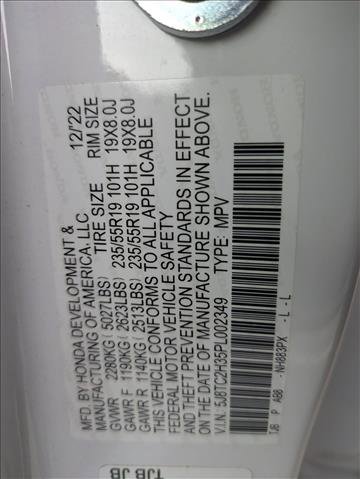 MFD. BY HONDA DEVELOPMENT &
MANUFACTURING OF AMERICA, LLC 12/'22
TIRE SIZE RIM SIZE
GVWR 2280KG (5027LBS)
GAWR F 1190KG (2623LBS) 235/55R19 101H 19X8.0J
GAWR R 1140KG (2513LBS) 235/55R19 101H 19X8.0J
THIS VEHICLE CONFORMS TO ALL APPLICABLE
FEDERAL MOTOR VEHICLE SAFETY
AND THEFT PREVENTION STANDARDS IN EFFECT
ON THE DATE OF MANUFACTURE SHOWN ABOVE.
V.I.N. 5J8TC2H35PL002349 TYPE: MPV
TJB P A88 NH883PX - L - L
TJB JB